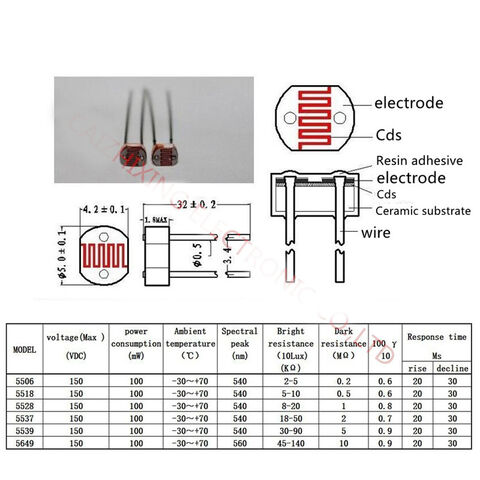 electrode
Cds
Resin adhesive
electrode
Cds
Ceramic substrate
wire
4.2±0.1
32±0.2
1.8MAX
Φ5.0±0.1
Φ0.5
3.4
MODEL voltage(Max ) (VDC) power consumption (mW) Ambient temperature (℃) Spectral peak (nm) Bright resistance (10Lux) (KΩ) Dark resistance (MΩ) 100 γ 10 Response time Ms rise decline
5506 150 100 -30～+70 540 2-5 0.2 0.6 20 30
5518 150 100 -30～+70 540 5-10 0.5 0.6 20 30
5528 150 100 -30～+70 540 8-20 1 0.8 20 30
5537 150 100 -30～+70 540 18-50 2 0.7 20 30
5539 150 100 -30～+70 540 30-90 5 0.9 20 30
5649 150 100 -30～+70 560 45-140 10 0.9 20 30